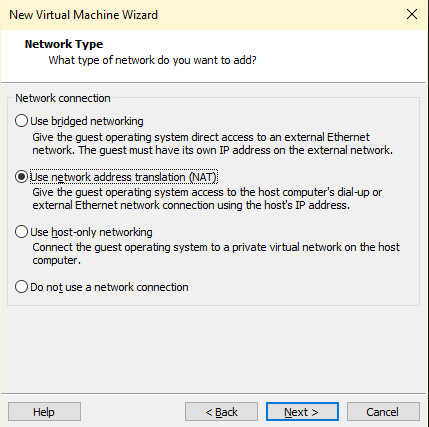 New Virtual Machine Wizard
Network Type
What type of network do you want to add?
Network connection
Use bridged networking
Give the guest operating system direct access to an external Ethernet
network. The guest must have its own IP address on the external network.
Use network address translation (NAT)
Give the guest operating system access to the host computer's dial-up or
external Ethernet network connection using the host's IP address.
Use host-only networking
Connect the guest operating system to a private virtual network on the host
computer.
Do not use a network connection
Help
< Back
Next >
Cancel